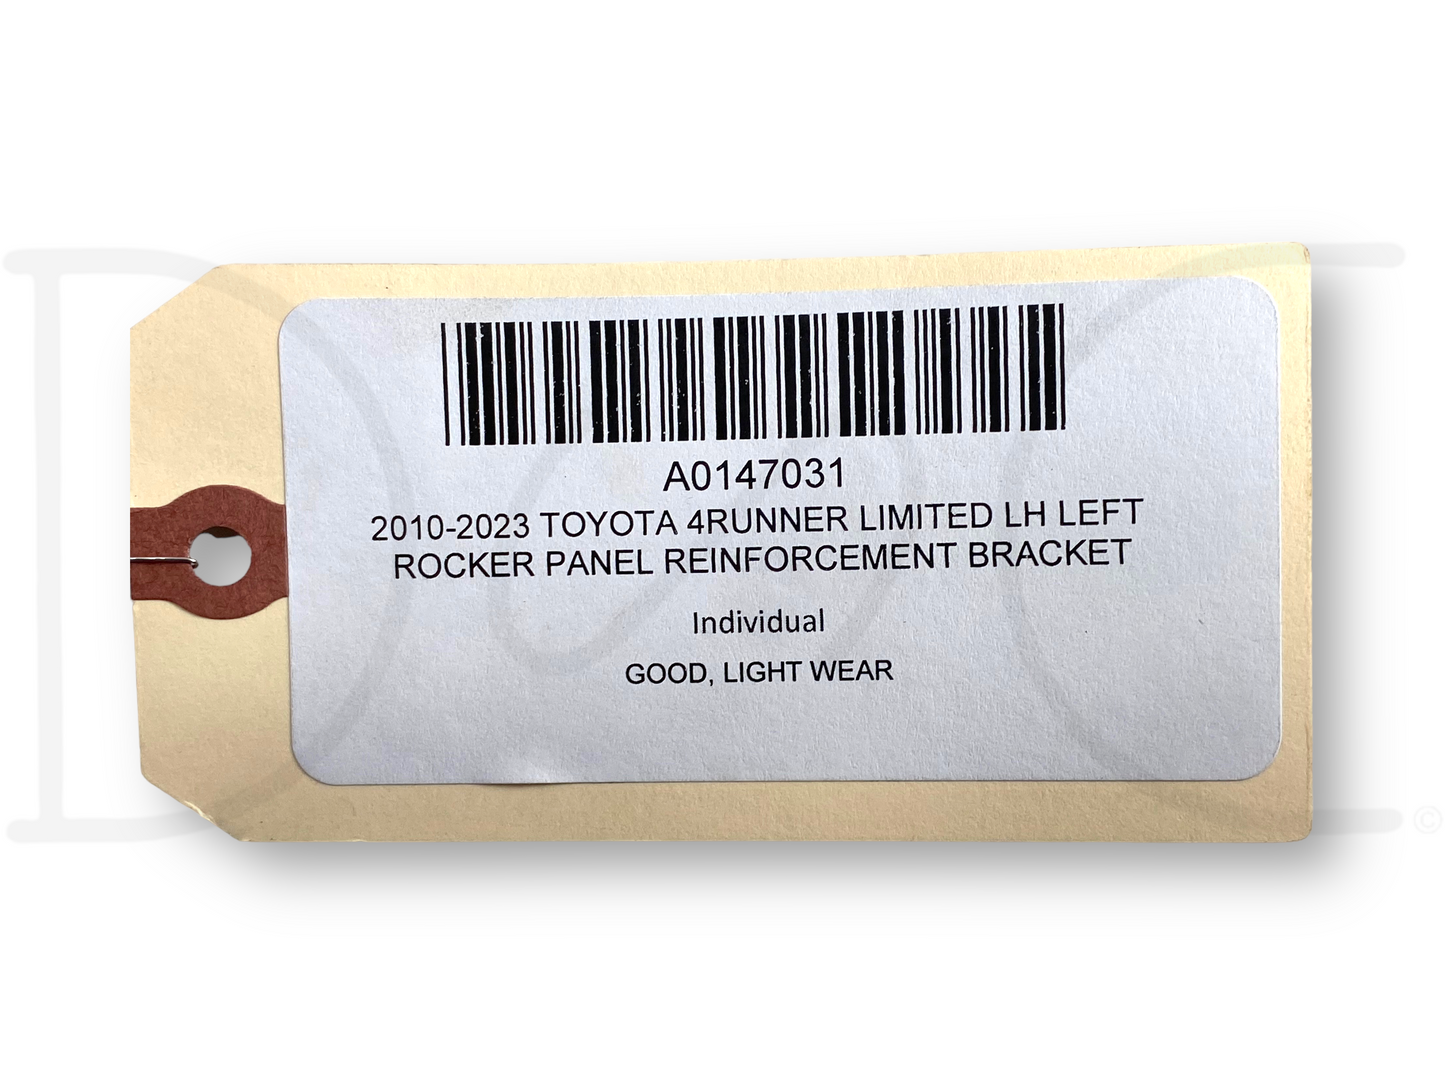 A0147031
2010-2023 TOYOTA 4RUNNER LIMITED LH LEFT
ROCKER PANEL REINFORCEMENT BRACKET
Individual
GOOD, LIGHT WEAR
©